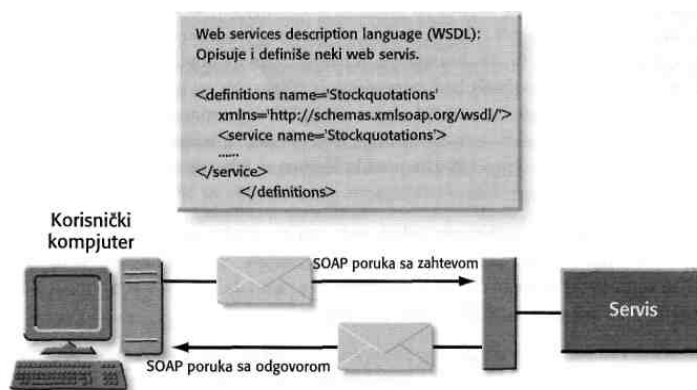 Web services description language (WSDL):
Opisuje i definiše neki web servis.
<definitions name='Stockquotations'
xmlns='http://schemas.xmlsoap.org/wsdl/'>
<service name='Stockquotations'>
......
</service>
</definitions>
Korisnički
kompjuter
SOAP poruka sa zahtevom
Servis
SOAP poruka sa odgovorom